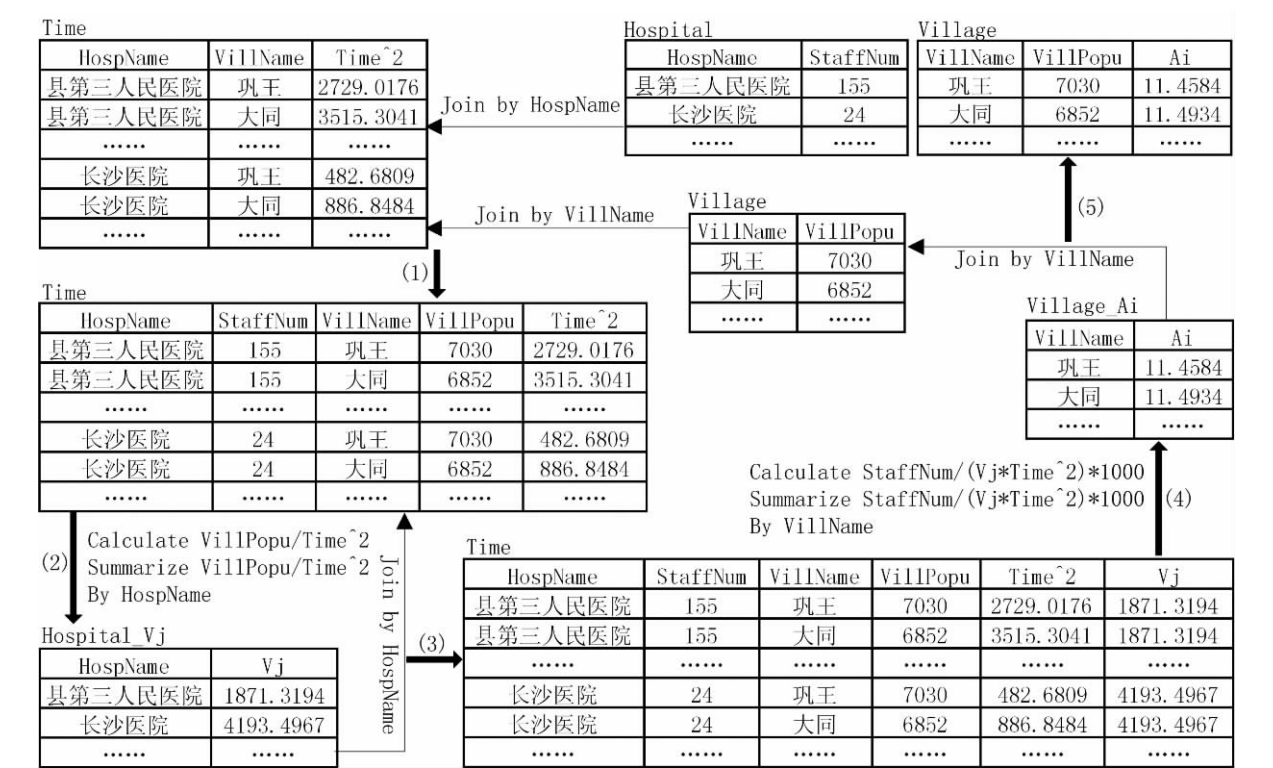 Time
HospName VillName Time^2
县第三人民医院 巩王 2729.0176
县第三人民医院 大同 3515.3041
…… …… ……
长沙医院 巩王 482.6809
长沙医院 大同 886.8484
…… …… ……
Join by HospName
Hospital
HospName StaffNum
县第三人民医院 155
长沙医院 24
…… ……
Village
VillName VillPopu Ai
巩王 7030 11.4584
大同 6852 11.4934
…… …… ……
Join by VillName
Village
VillName VillPopu
巩王 7030
大同 6852
…… ……
(5)
Join by VillName
Village_Ai
VillName Ai
巩王 11.4584
大同 11.4934
…… ……
(1)
Time
HospName StaffNum VillName VillPopu Time^2
县第三人民医院 155 巩王 7030 2729.0176
县第三人民医院 155 大同 6852 3515.3041
…… …… …… …… ……
长沙医院 24 巩王 7030 482.6809
长沙医院 24 大同 6852 886.8484
…… …… …… …… ……
(2)
Calculate VillPopu/Time^2
Summarize VillPopu/Time^2
By HospName
Hospital_Vj
HospName Vj
县第三人民医院 1871.3194
长沙医院 4193.4967
…… ……
Join by HospName
(3)
Calculate StaffNum/(Vj*Time^2)*1000
Summarize StaffNum/(Vj*Time^2)*1000
By VillName
(4)
Time
HospName StaffNum VillName VillPopu Time^2 Vj
县第三人民医院 155 巩王 7030 2729.0176 1871.3194
县第三人民医院 155 大同 6852 3515.3041 1871.3194
…… …… …… …… …… ……
长沙医院 24 巩王 7030 482.6809 4193.4967
长沙医院 24 大同 6852 886.8484 4193.4967
…… …… …… …… …… ……